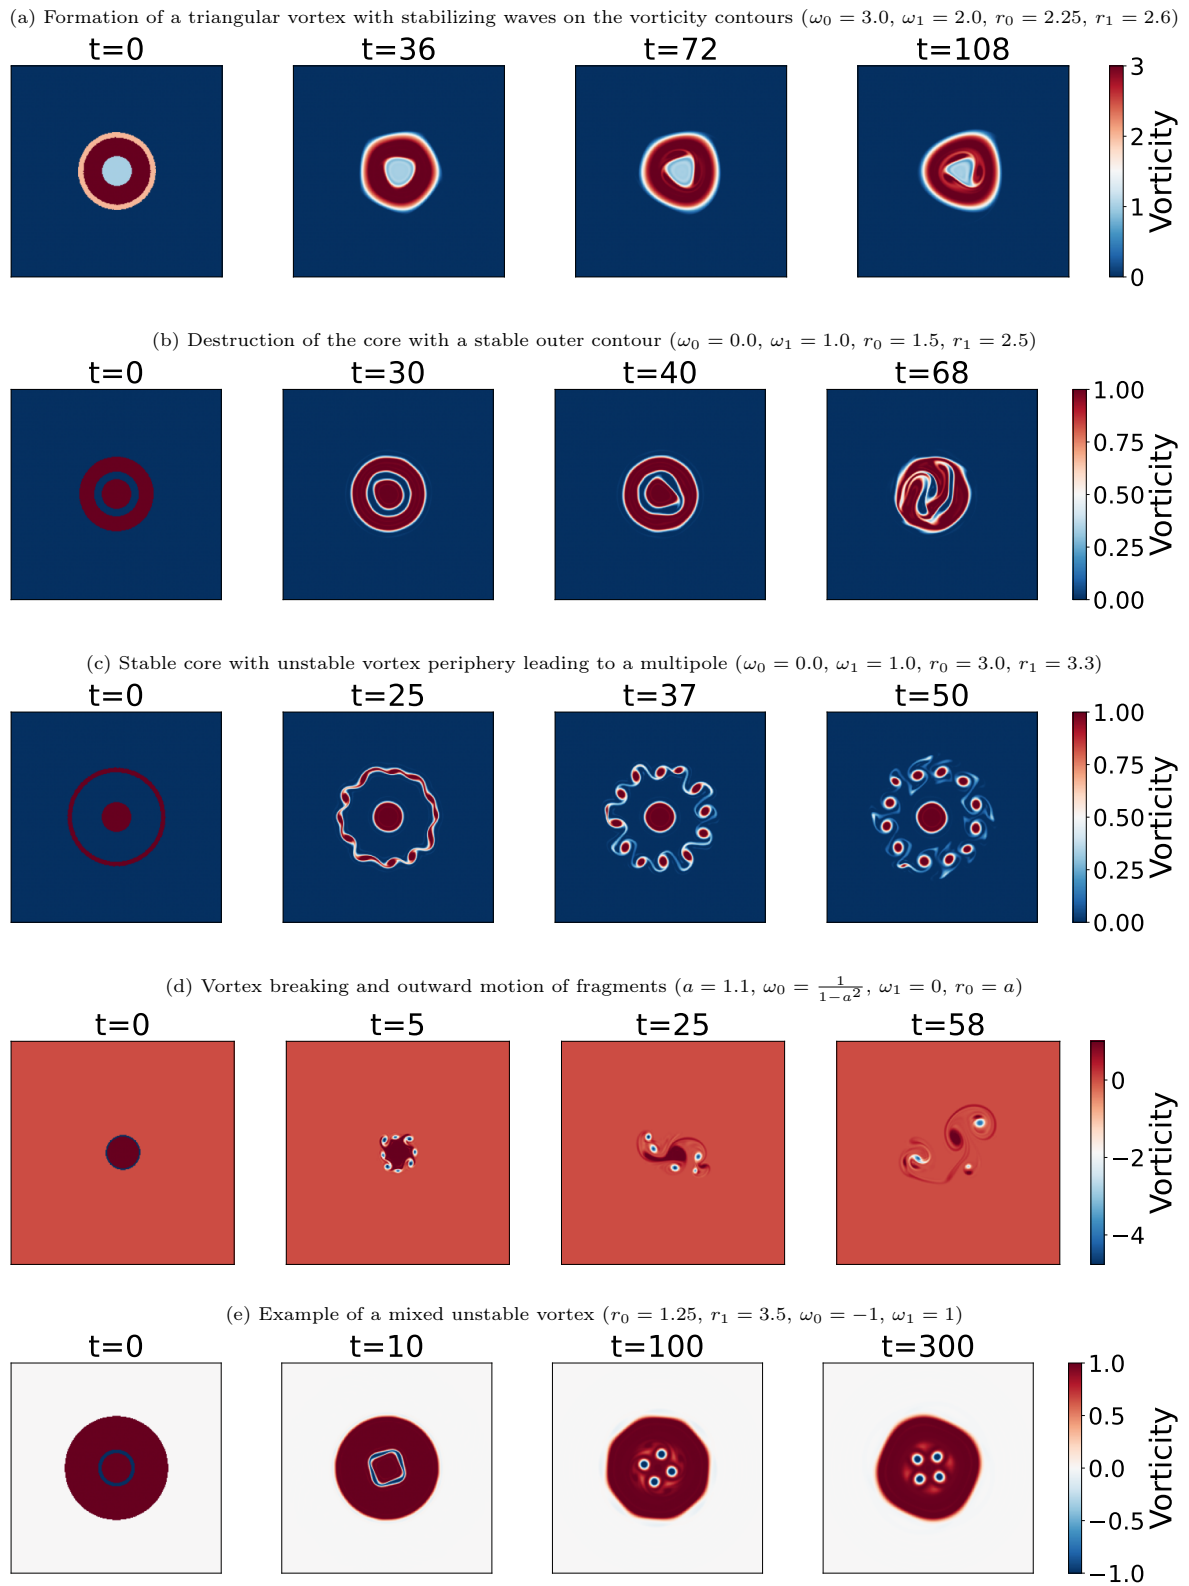 (a) Formation of a triangular vortex with stabilizing waves on the vorticity contours (ω₀ = 3.0, ω₁ = 2.0, r₀ = 2.25, r₁ = 2.6)
t=0 t=36 t=72 t=108
3
2
1
0
Vorticity
(b) Destruction of the core with a stable outer contour (ω₀ = 0.0, ω₁ = 1.0, r₀ = 1.5, r₁ = 2.5)
t=0 t=30 t=40 t=68
1.00
0.75
0.50
0.25
0.00
Vorticity
(c) Stable core with unstable vortex periphery leading to a multipole (ω₀ = 0.0, ω₁ = 1.0, r₀ = 3.0, r₁ = 3.3)
t=0 t=25 t=37 t=50
1.00
0.75
0.50
0.25
0.00
Vorticity
(d) Vortex breaking and outward motion of fragments (a = 1.1, ω₀ = 1/(1−a²), ω₁ = 0, r₀ = a)
t=0 t=5 t=25 t=58
0
−2
−4
Vorticity
(e) Example of a mixed unstable vortex (r₀ = 1.25, r₁ = 3.5, ω₀ = −1, ω₁ = 1)
t=0 t=10 t=100 t=300
1.0
0.5
0.0
−0.5
−1.0
Vorticity